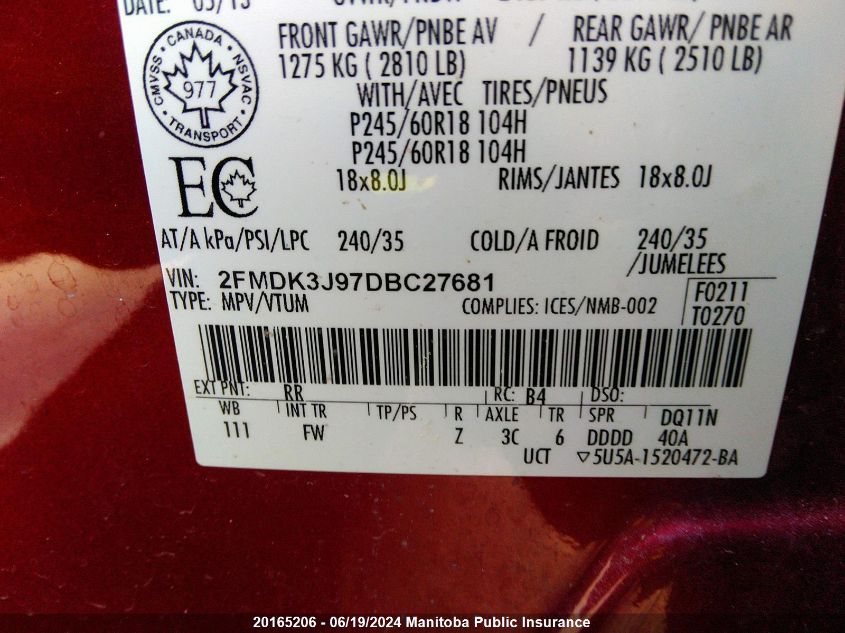 DATE: 03/13
FRONT GAWR/PNBE AV / REAR GAWR/ PNBE AR
1275 KG ( 2810 LB) 1139 KG ( 2510 LB)
WITH/AVEC TIRES/PNEUS
P245/60R18 104H
P245/60R18 104H
18x8.0J RIMS/JANTES 18x8.0J
CANADA
CMVSS NSVAC
977
TRANSPORT
EC
AT/A kPa/PSI/LPC 240/35 COLD/A FROID 240/35
/JUMELEES
VIN: 2FMDK3J97DBC27681
TYPE: MPV/VTUM COMPLIES: ICES/NMB-002
F0211
T0270
EXT PNT: RR RC: B4 DSO:
WB INT TR TP/PS R AXLE TR SPR DQ11N
111 FW Z 3C 6 DDDD 40A
UCT ▽5U5A-1520472-BA
20165206 - 06/19/2024 Manitoba Public Insurance